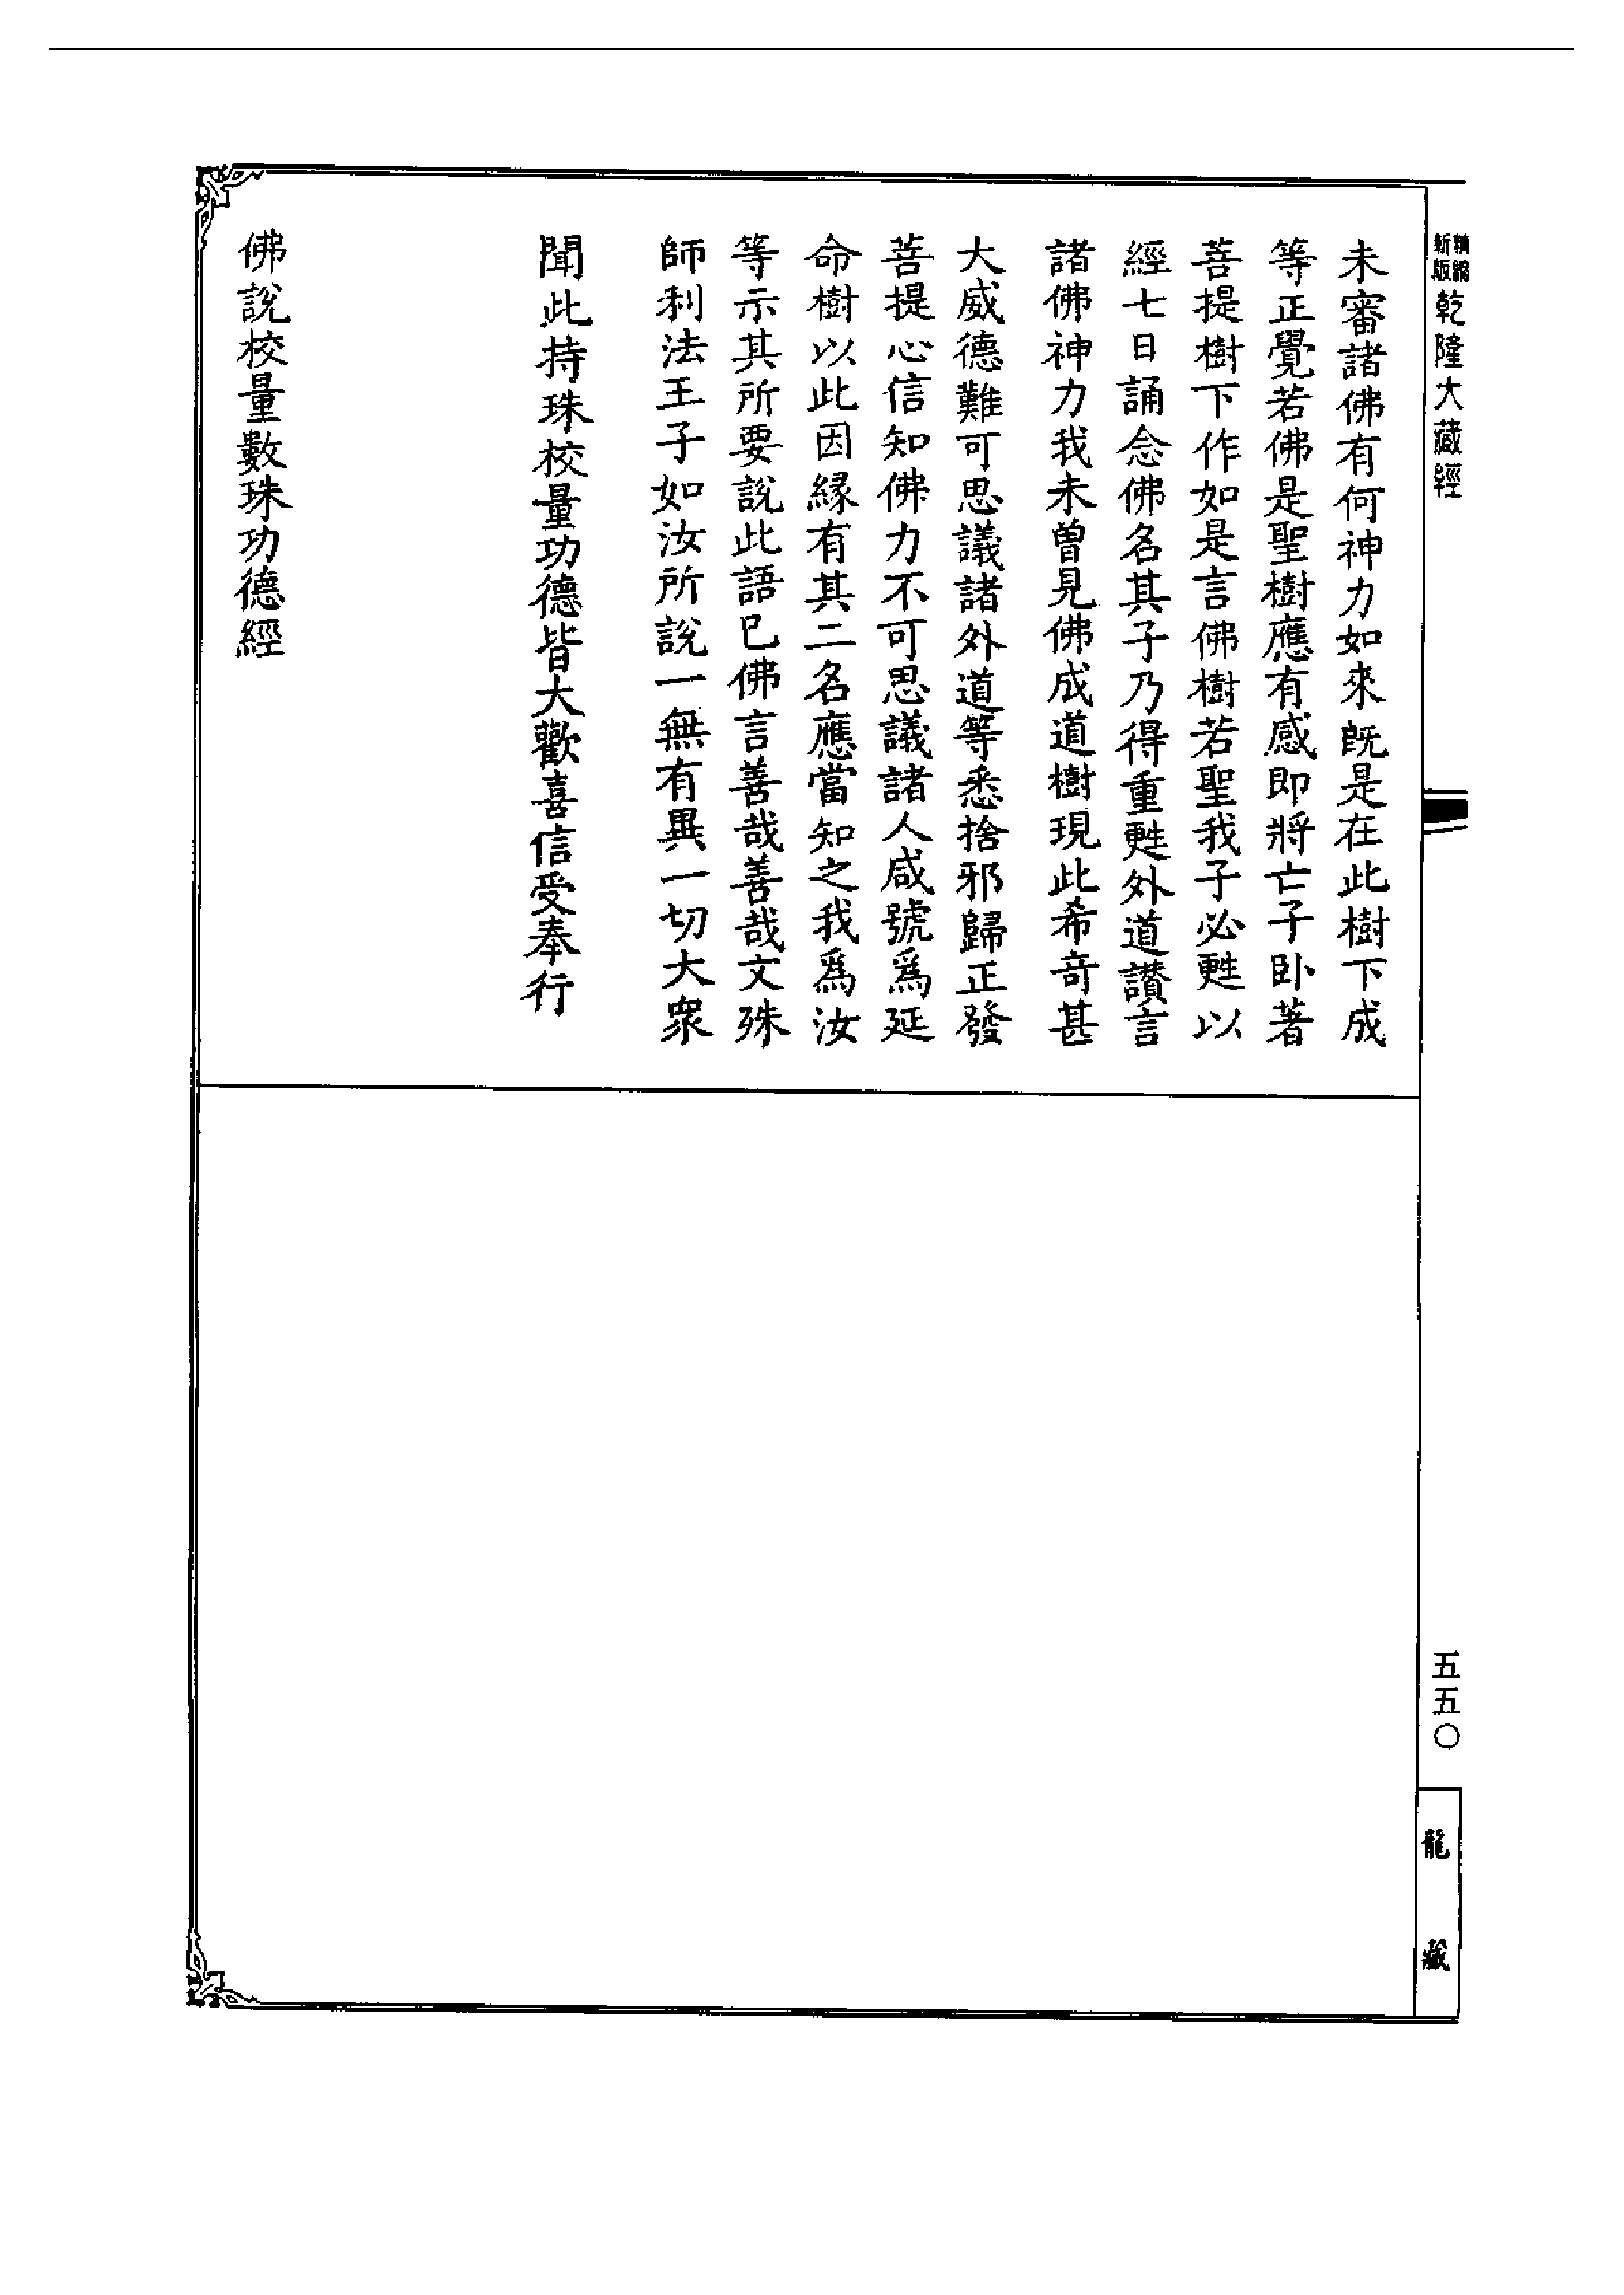 精縮
新版
乾隆大藏經
未審諸佛有何神力如來旣是在此樹下成
等正覺若佛是聖樹應有感即將亡子卧著
菩提樹下作如是言佛樹若聖我子必甦以
經七日誦念佛名其子乃得重甦外道讃言
諸佛神力我未曾見佛成道樹現此希竒甚
大威德難可思議諸外道等悉捨邪歸正發
菩提心信知佛力不可思議諸人咸號爲延
命樹以此因緣有其二名應當知之我爲汝
等示其所要說此語已佛言善哉善哉文殊
師利法王子如汝所說一無有異一切大衆
聞此持珠校量功德皆大歡喜信受奉行
佛說校量數珠功德經
五五〇
龍藏